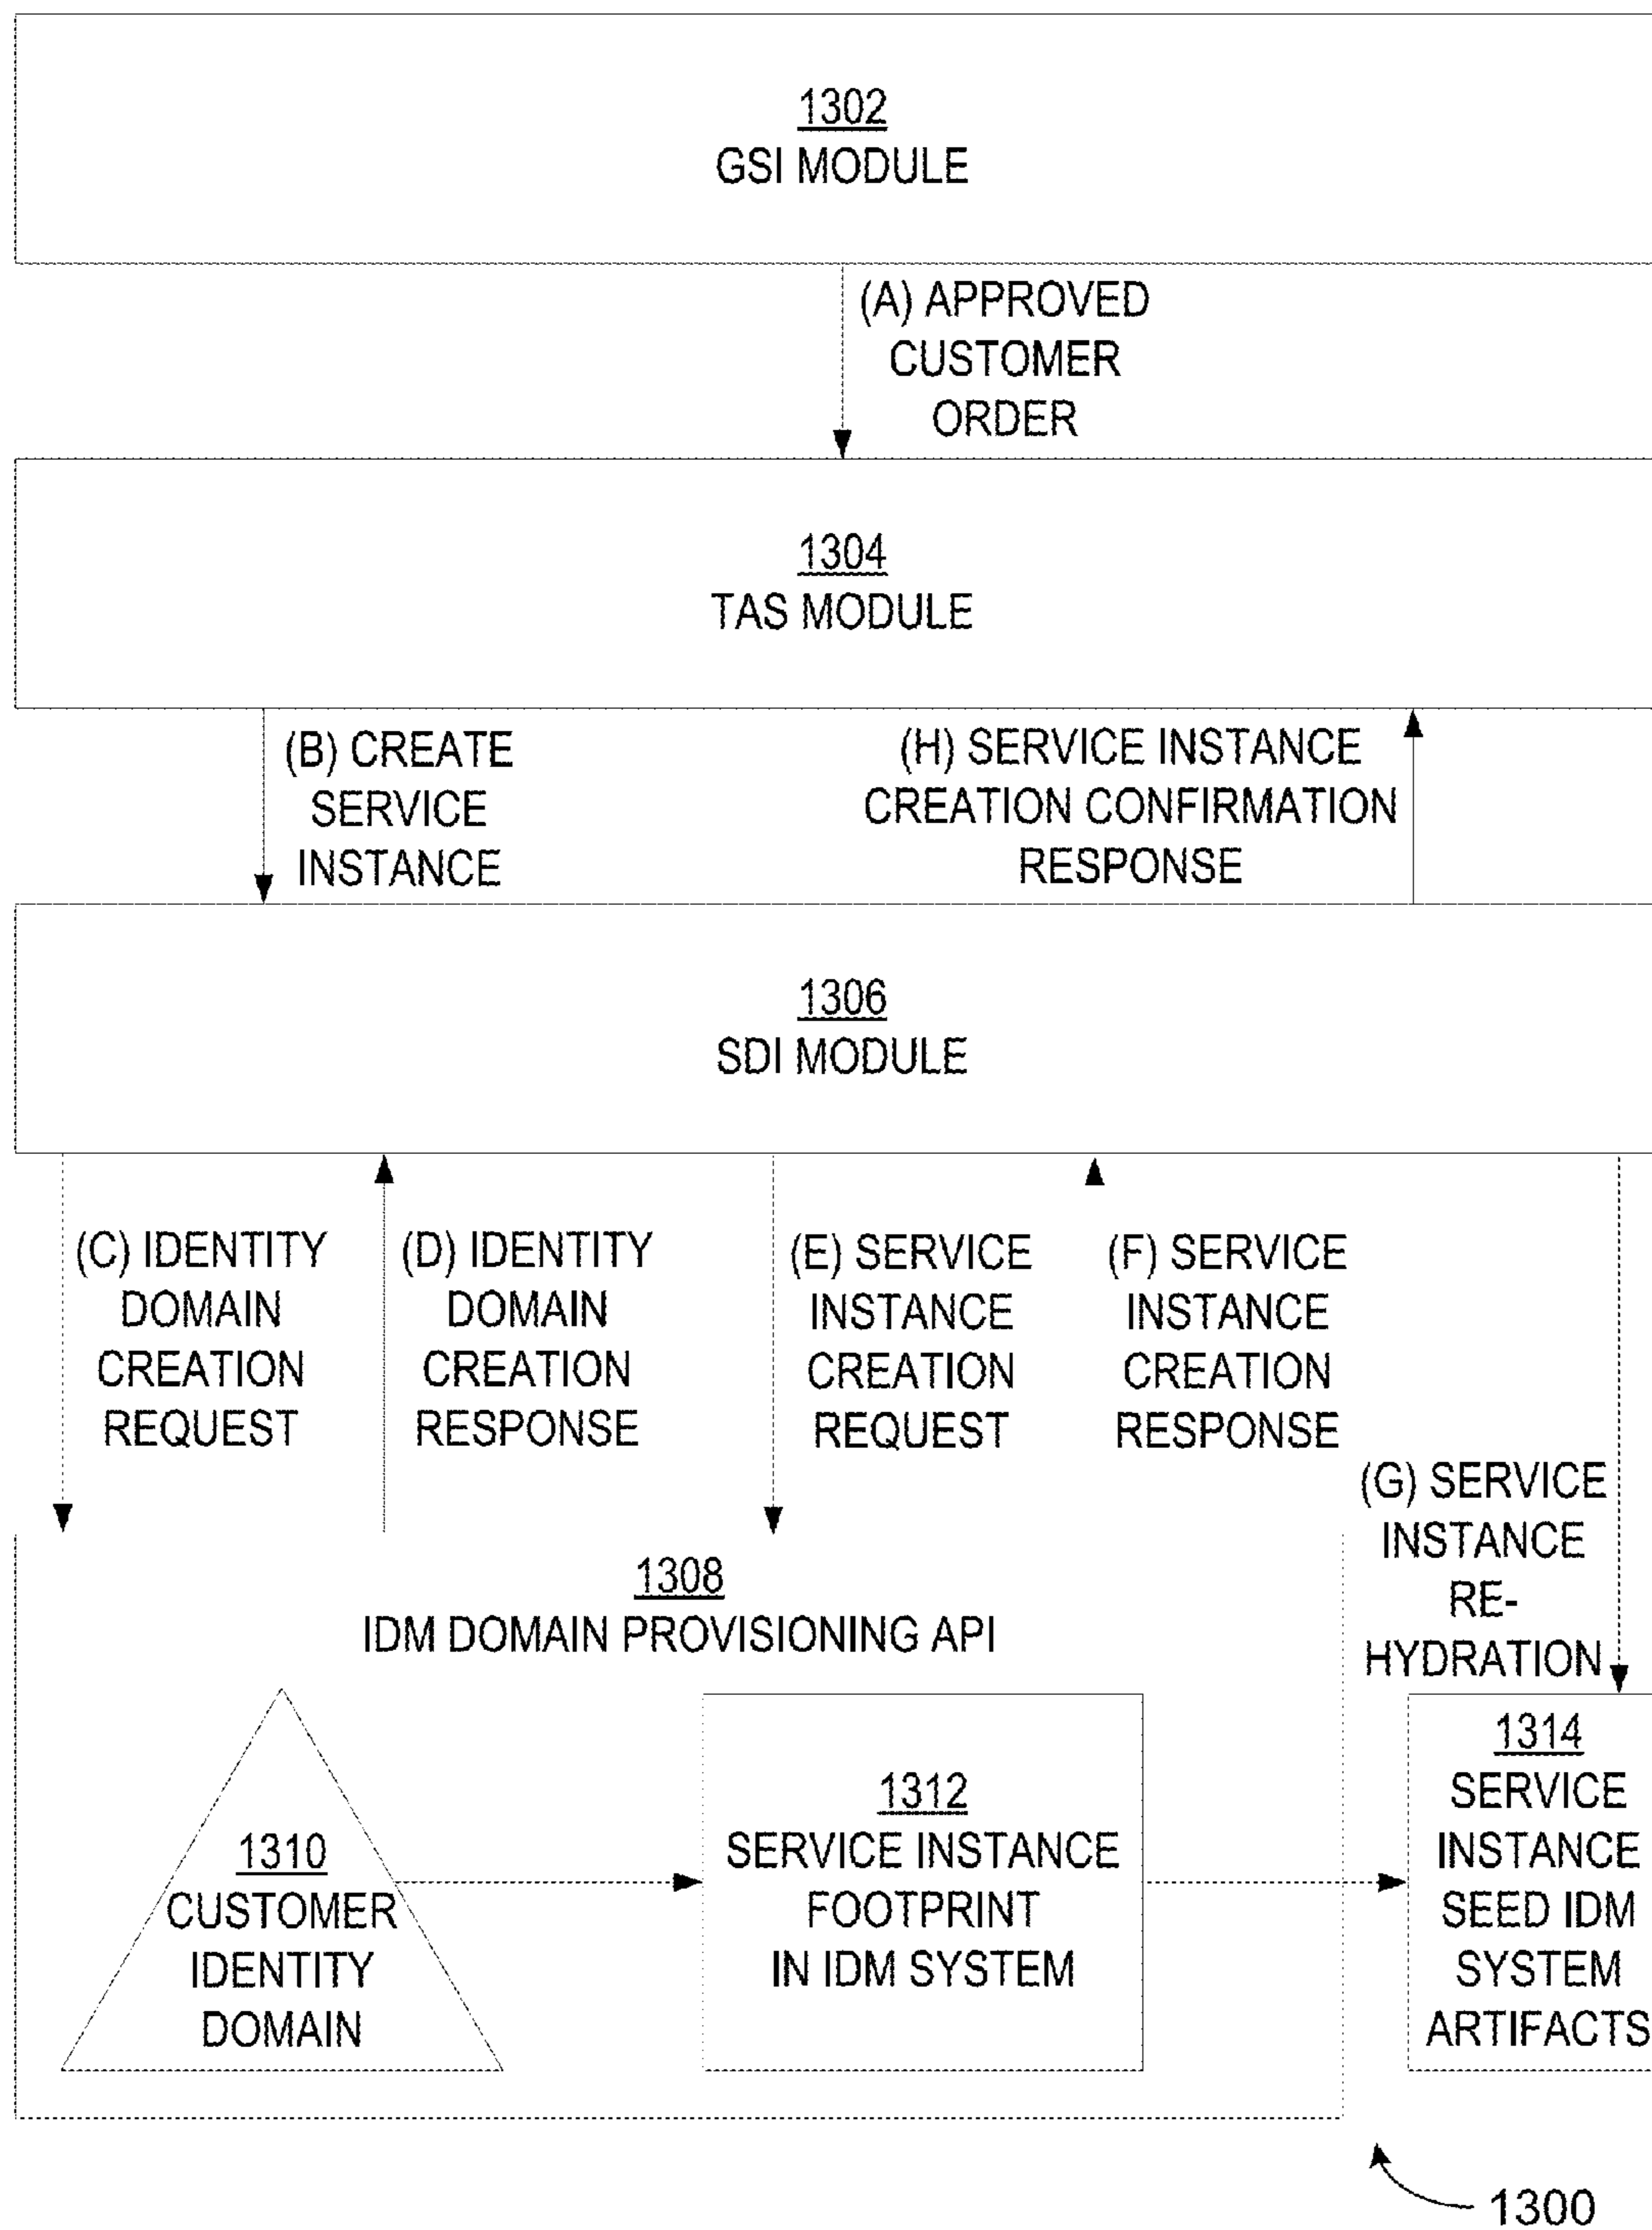 1302
GSI MODULE
(A) APPROVED
CUSTOMER
ORDER
1304
TAS MODULE
(B) CREATE
SERVICE
INSTANCE
(H) SERVICE INSTANCE
CREATION CONFIRMATION
RESPONSE
1306
SDI MODULE
(C) IDENTITY
DOMAIN
CREATION
REQUEST
(D) IDENTITY
DOMAIN
CREATION
RESPONSE
(E) SERVICE
INSTANCE
CREATION
REQUEST
(F) SERVICE
INSTANCE
CREATION
RESPONSE
(G) SERVICE
INSTANCE
RE-
HYDRATION
1308
IDM DOMAIN PROVISIONING API
1310
CUSTOMER
IDENTITY
DOMAIN
1312
SERVICE INSTANCE
FOOTPRINT
IN IDM SYSTEM
1314
SERVICE
INSTANCE
SEED IDM
SYSTEM
ARTIFACTS
1300